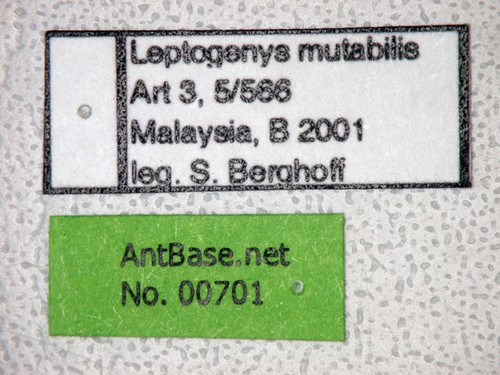 Leptogenys mutabilis
Art 3, 5/566
Malaysia, B 2001
leg. S. Berghoff
AntBase.net
No. 00701